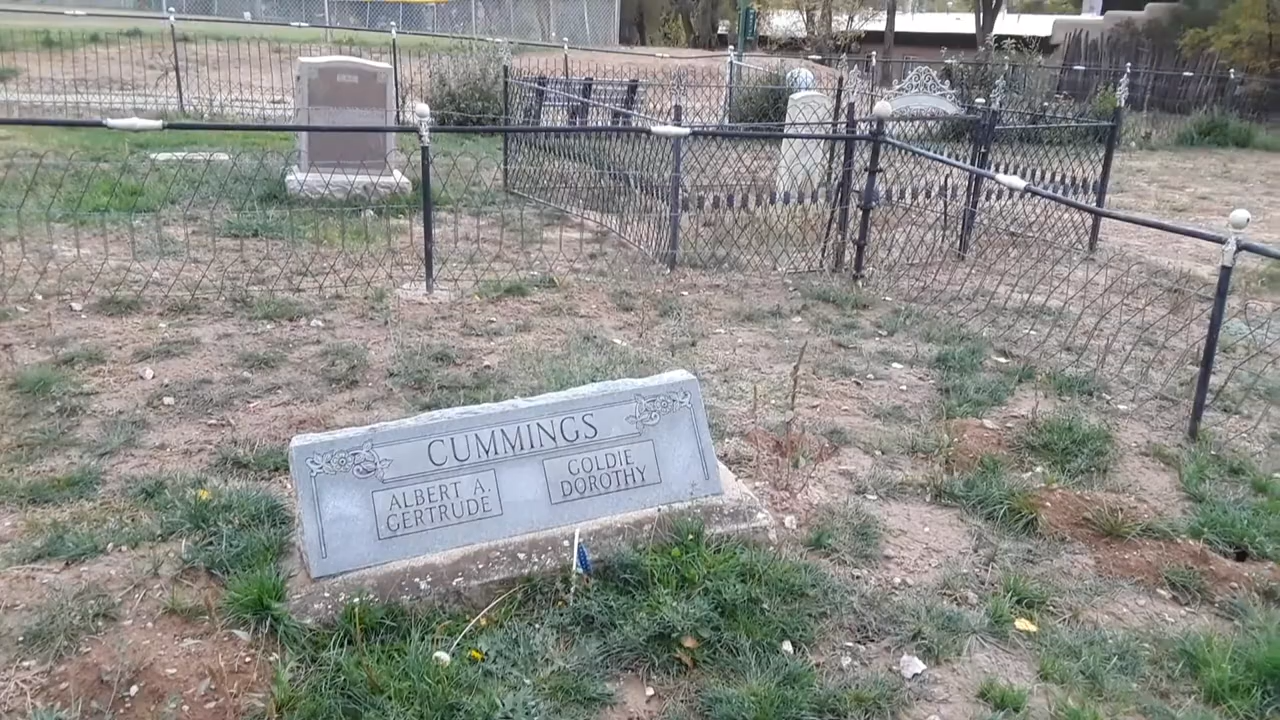 CUMMINGS
ALBERT A.
GERTRUDE
GOLDIE
DOROTHY